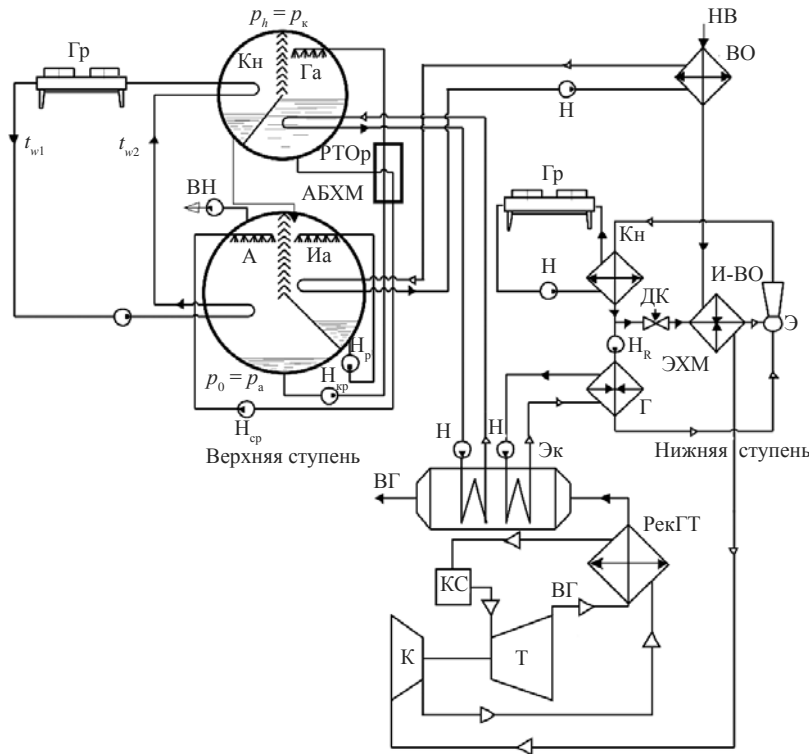 p_h = p_к
НВ
Гр
Кн
Га
ВО
Н
t_w1
t_w2
РТОр
АБХМ
ВН
Гр
Кн
А
Иа
Н
ДК
И-ВО
Э
Н_р
Н_R
ЭХМ
p_0 = p_а
Н_кр
Г
Н_ср
Н
Н
Эк
Верхняя ступень
Нижняя ступень
ВГ
РекГТ
КС
ВГ
К
Т